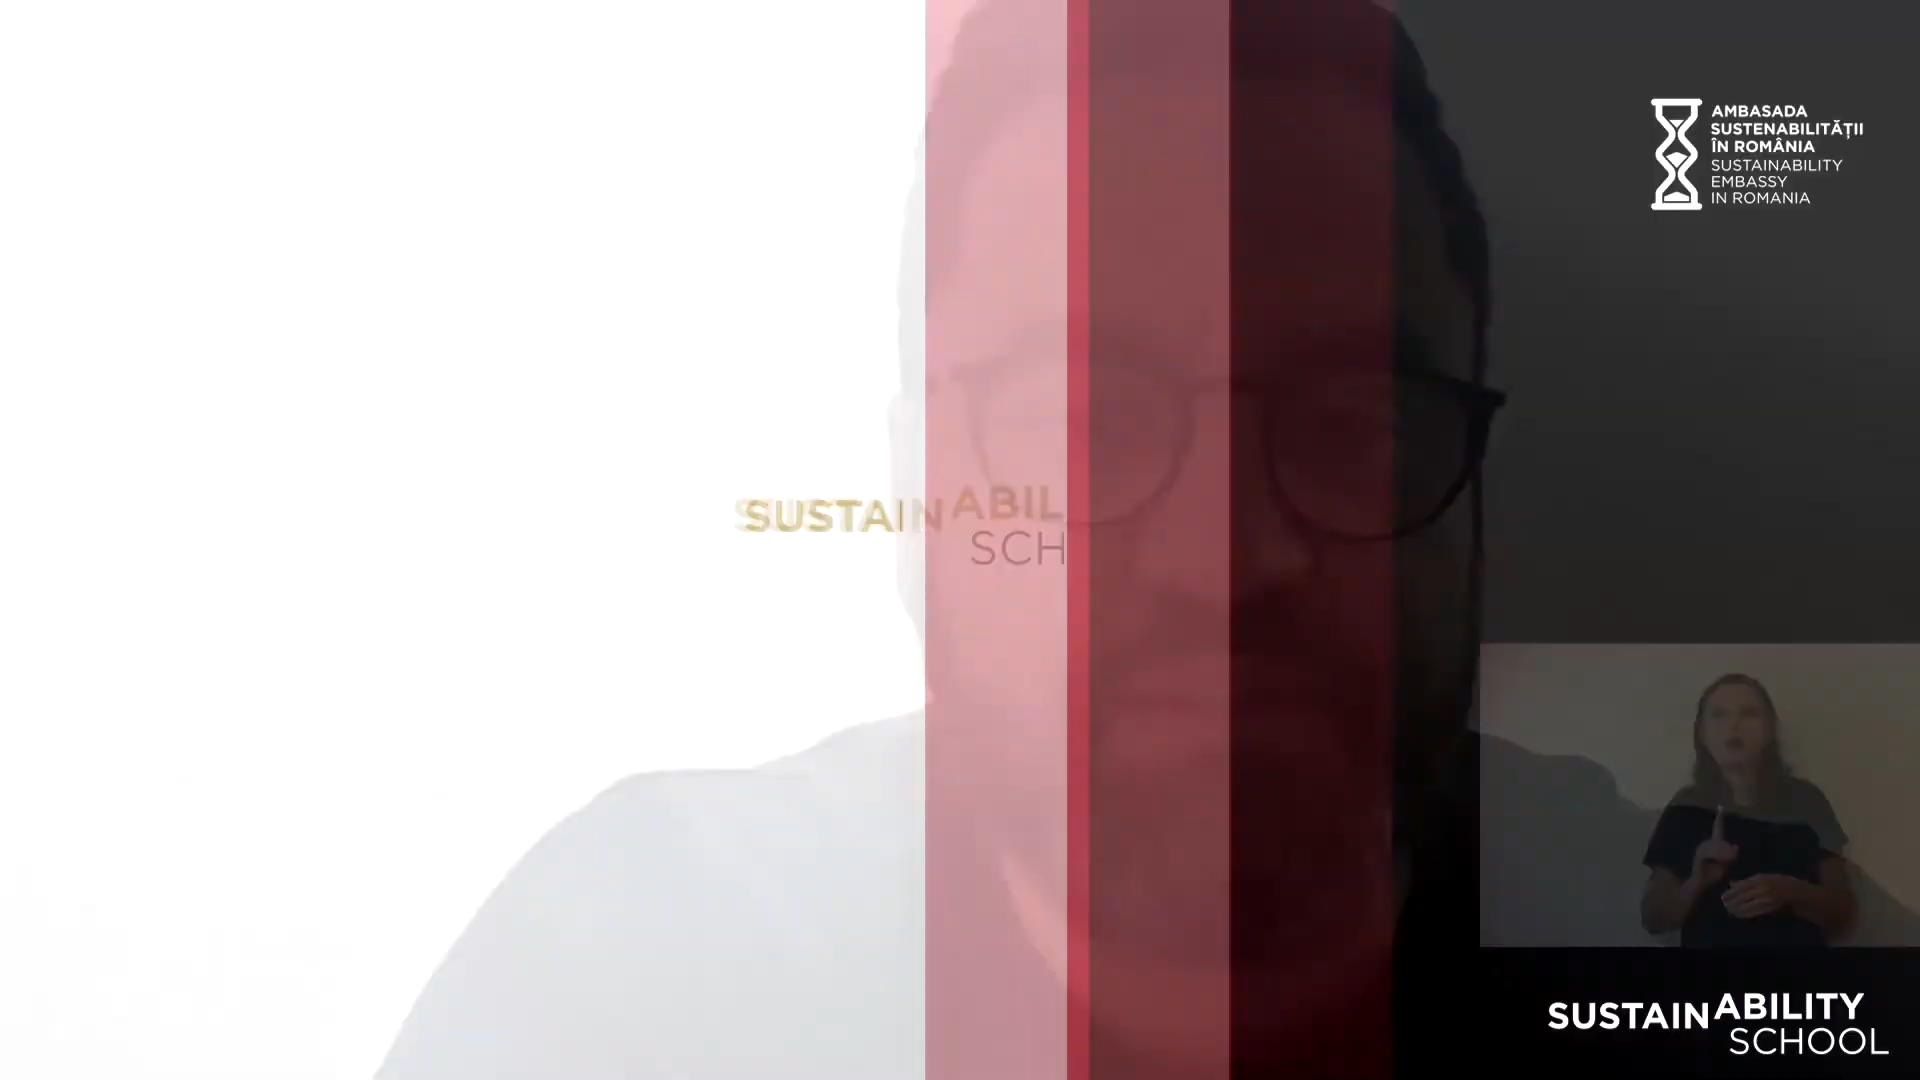 AMBASADA
SUSTENABILITĂȚII
ÎN ROMÂNIA
SUSTAINABILITY
EMBASSY
IN ROMANIA
SUSTAINABIL
SCH
SUSTAINABILITY
SCHOOL